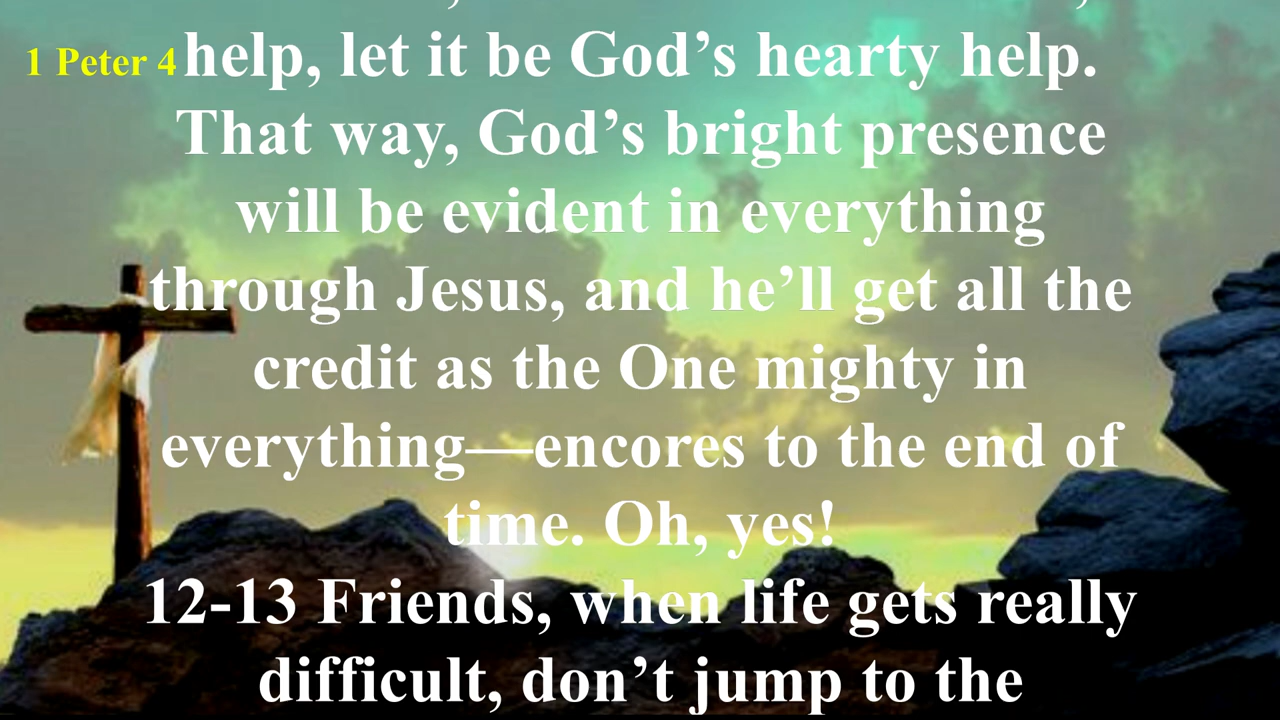 1 Peter 4
help, let it be God’s hearty help.
That way, God’s bright presence
will be evident in everything
through Jesus, and he’ll get all the
credit as the One mighty in
everything—encores to the end of
time. Oh, yes!
12-13 Friends, when life gets really
difficult, don’t jump to the